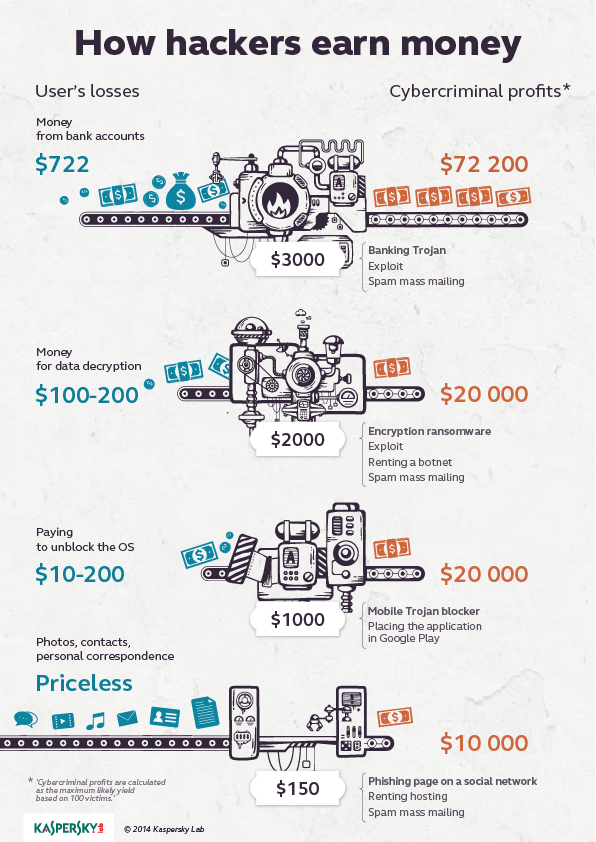 How hackers earn money
User's losses
Cybercriminal profits*
Money
from bank accounts
$722
$72 200
$3000
Banking Trojan
Exploit
Spam mass mailing
Money
for data decryption
$100-200
$20 000
$2000
Encryption ransomware
Exploit
Renting a botnet
Spam mass mailing
Paying
to unblock the OS
$10-200
$20 000
$1000
Mobile Trojan blocker
Placing the application
in Google Play
Photos, contacts,
personal correspondence
Priceless
$10 000
$150
Phishing page on a social network
Renting hosting
Spam mass mailing
* 'Cybercriminal profits are calculated
as the maximum likely yield
based on 100 victims.'
KASPERSKY
© 2014 Kaspersky Lab